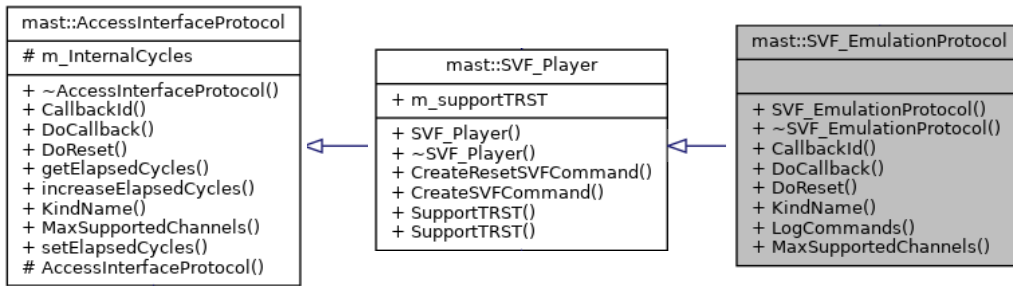 mast::AccessInterfaceProtocol
# m_InternalCycles
+ ~AccessInterfaceProtocol()
+ CallbackId()
+ DoCallback()
+ DoReset()
+ getElapsedCycles()
+ increaseElapsedCycles()
+ KindName()
+ MaxSupportedChannels()
+ setElapsedCycles()
# AccessInterfaceProtocol()
mast::SVF_Player
+ m_supportTRST
+ SVF_Player()
+ ~SVF_Player()
+ CreateResetSVFCommand()
+ CreateSVFCommand()
+ SupportTRST()
+ SupportTRST()
mast::SVF_EmulationProtocol
+ SVF_EmulationProtocol()
+ ~SVF_EmulationProtocol()
+ CallbackId()
+ DoCallback()
+ DoReset()
+ KindName()
+ LogCommands()
+ MaxSupportedChannels()